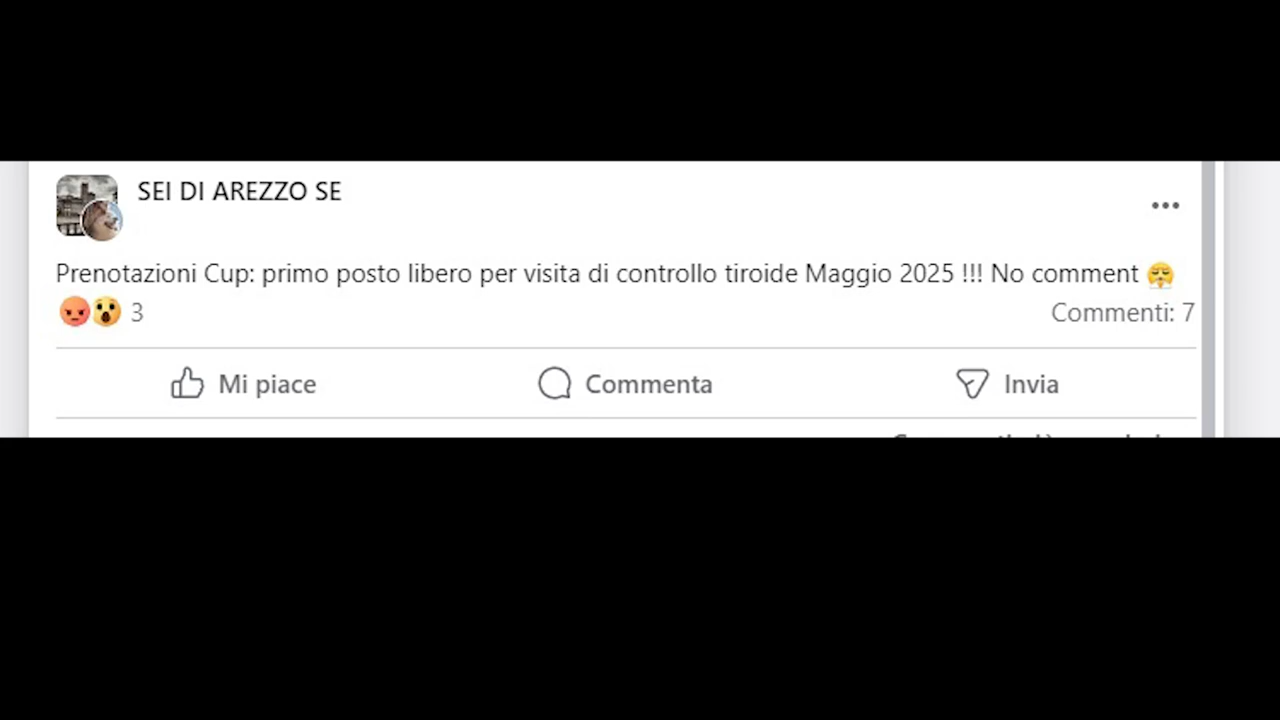 SEI DI AREZZO SE
Prenotazioni Cup: primo posto libero per visita di controllo tiroide Maggio 2025 !!! No comment 😤
😡😮 3 Commenti: 7
Mi piace Commenta Invia